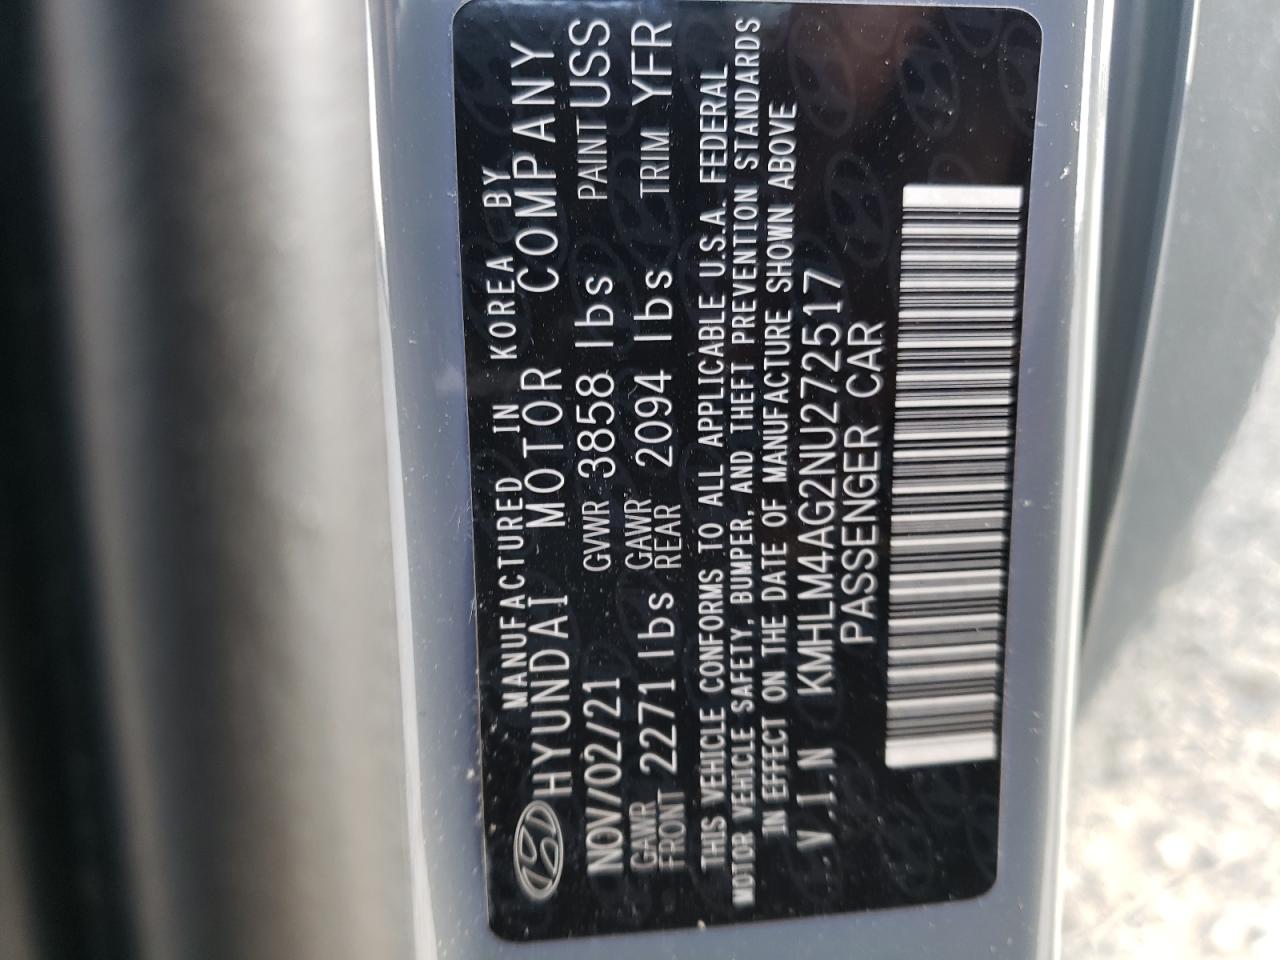 MANUFACTURED IN KOREA BY
HYUNDAI MOTOR COMPANY
NOV/02/21 GVWR 3858 lbs PAINT USS
GAWR FRONT 2271 lbs GAWR REAR 2094 lbs TRIM YFR
THIS VEHICLE CONFORMS TO ALL APPLICABLE U.S.A. FEDERAL
MOTOR VEHICLE SAFETY, BUMPER, AND THEFT PREVENTION STANDARDS
IN EFFECT ON THE DATE OF MANUFACTURE SHOWN ABOVE
V.I.N KMHLM4AG2NU272517
PASSENGER CAR